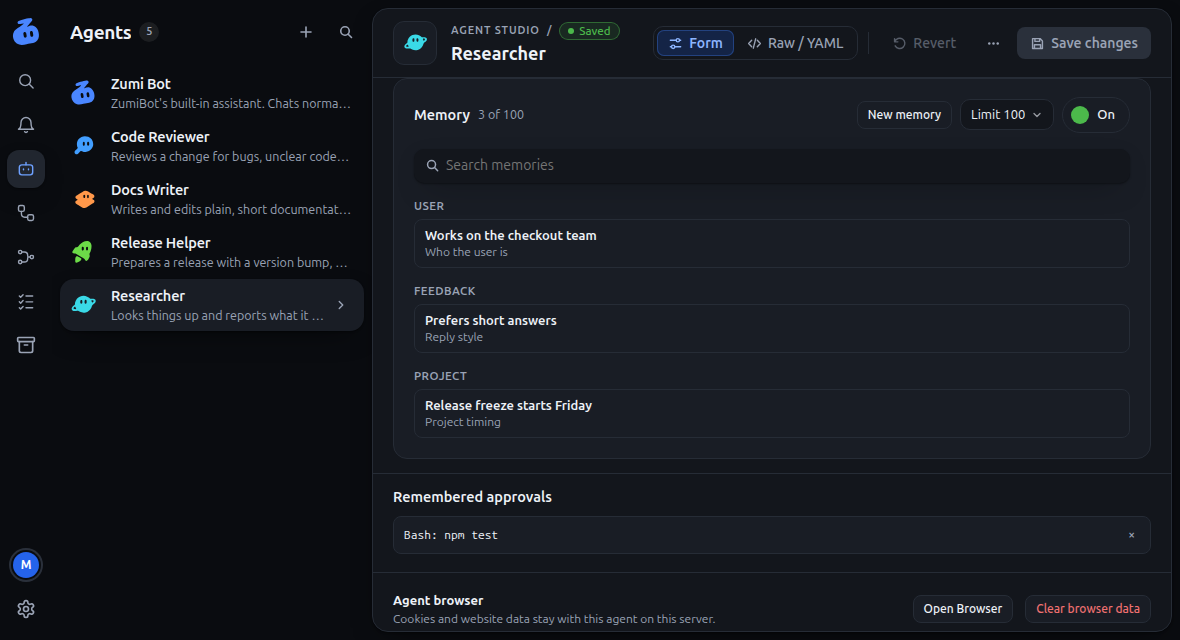 Agents 5
Zumi Bot
ZumiBot's built-in assistant. Chats norma…
Code Reviewer
Reviews a change for bugs, unclear code…
Docs Writer
Writes and edits plain, short documentat…
Release Helper
Prepares a release with a version bump, …
Researcher
Looks things up and reports what it …
M
AGENT STUDIO / Saved
Researcher
Form
Raw / YAML
Revert
Save changes
Memory 3 of 100
New memory
Limit 100
On
Search memories
USER
Works on the checkout team
Who the user is
FEEDBACK
Prefers short answers
Reply style
PROJECT
Release freeze starts Friday
Project timing
Remembered approvals
Bash: npm test
Agent browser
Cookies and website data stay with this agent on this server.
Open Browser
Clear browser data